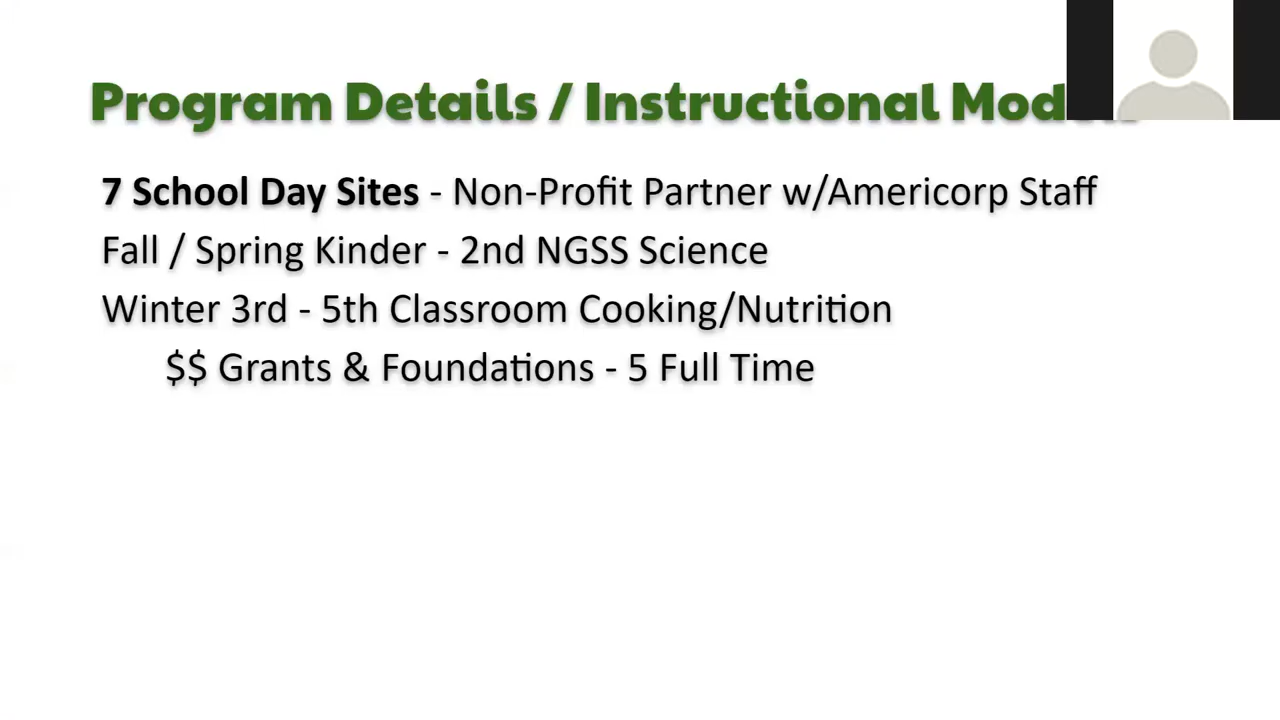 Program Details / Instructional
7 School Day Sites - Non-Profit Partner w/Americorp Staff
Fall / Spring Kinder - 2nd NGSS Science
Winter 3rd - 5th Classroom Cooking/Nutrition
$$ Grants & Foundations - 5 Full Time